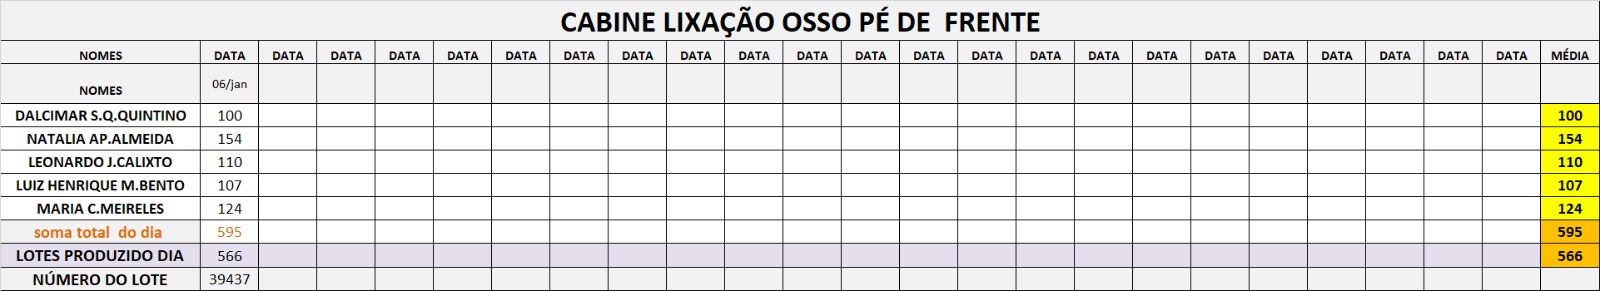 CABINE LIXAÇÃO OSSO PÉ DE  FRENTE
NOMES DATA DATA DATA DATA DATA DATA DATA DATA DATA DATA DATA DATA DATA DATA DATA DATA DATA DATA DATA DATA DATA DATA DATA MÉDIA
NOMES 06/jan
DALCIMAR S.Q.QUINTINO 100 100
NATALIA AP.ALMEIDA 154 154
LEONARDO J.CALIXTO 110 110
LUIZ HENRIQUE M.BENTO 107 107
MARIA C.MEIRELES 124 124
soma total  do dia 595 595
LOTES PRODUZIDO DIA 566 566
NÚMERO DO LOTE 39437